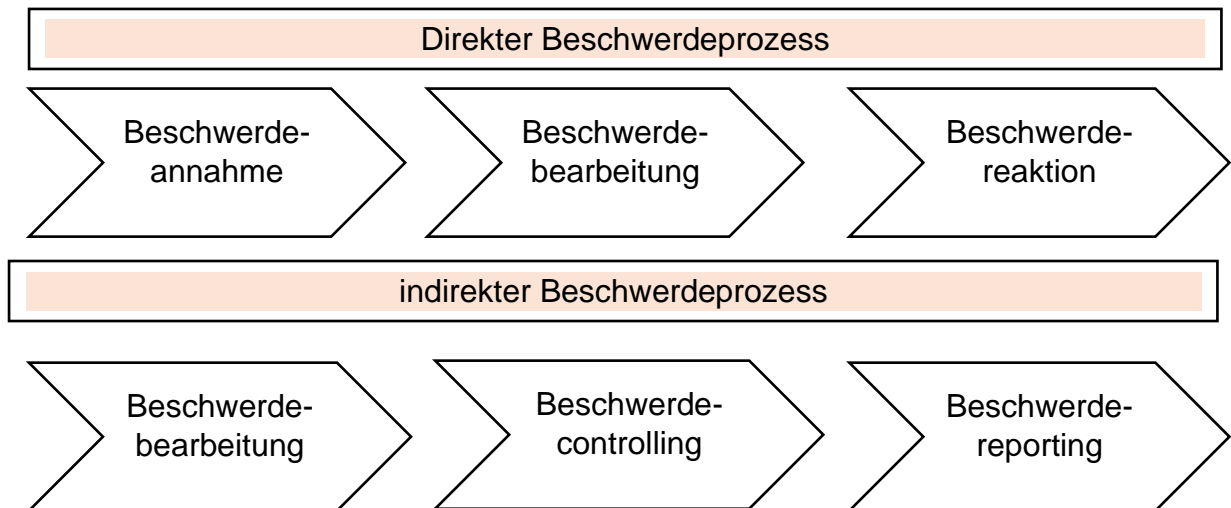 Direkter Beschwerdeprozess
Beschwerde-
annahme
Beschwerde-
bearbeitung
Beschwerde-
reaktion
indirekter Beschwerdeprozess
Beschwerde-
bearbeitung
Beschwerde-
controlling
Beschwerde-
reporting